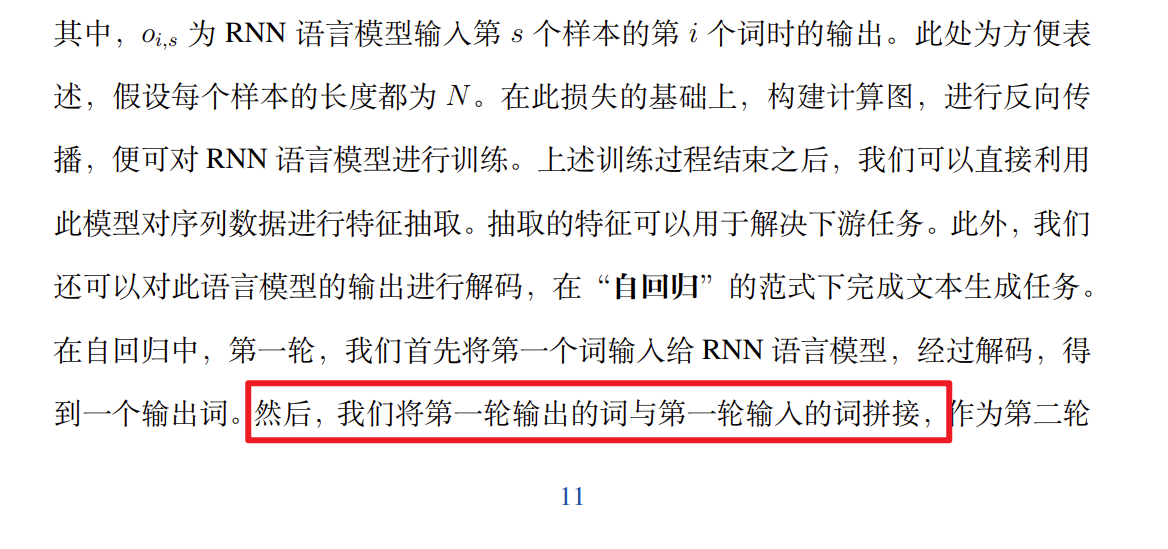 其中，o_{i,s} 为 RNN 语言模型输入第 s 个样本的第 i 个词时的输出。此处为方便表
述，假设每个样本的长度都为 N。在此损失的基础上，构建计算图，进行反向传
播，便可对 RNN 语言模型进行训练。上述训练过程结束之后，我们可以直接利用
此模型对序列数据进行特征抽取。抽取的特征可以用于解决下游任务。此外，我们
还可以对此语言模型的输出进行解码，在“自回归”的范式下完成文本生成任务。
在自回归中，第一轮，我们首先将第一个词输入给 RNN 语言模型，经过解码，得
到一个输出词。然后，我们将第一轮输出的词与第一轮输入的词拼接，作为第二轮
11